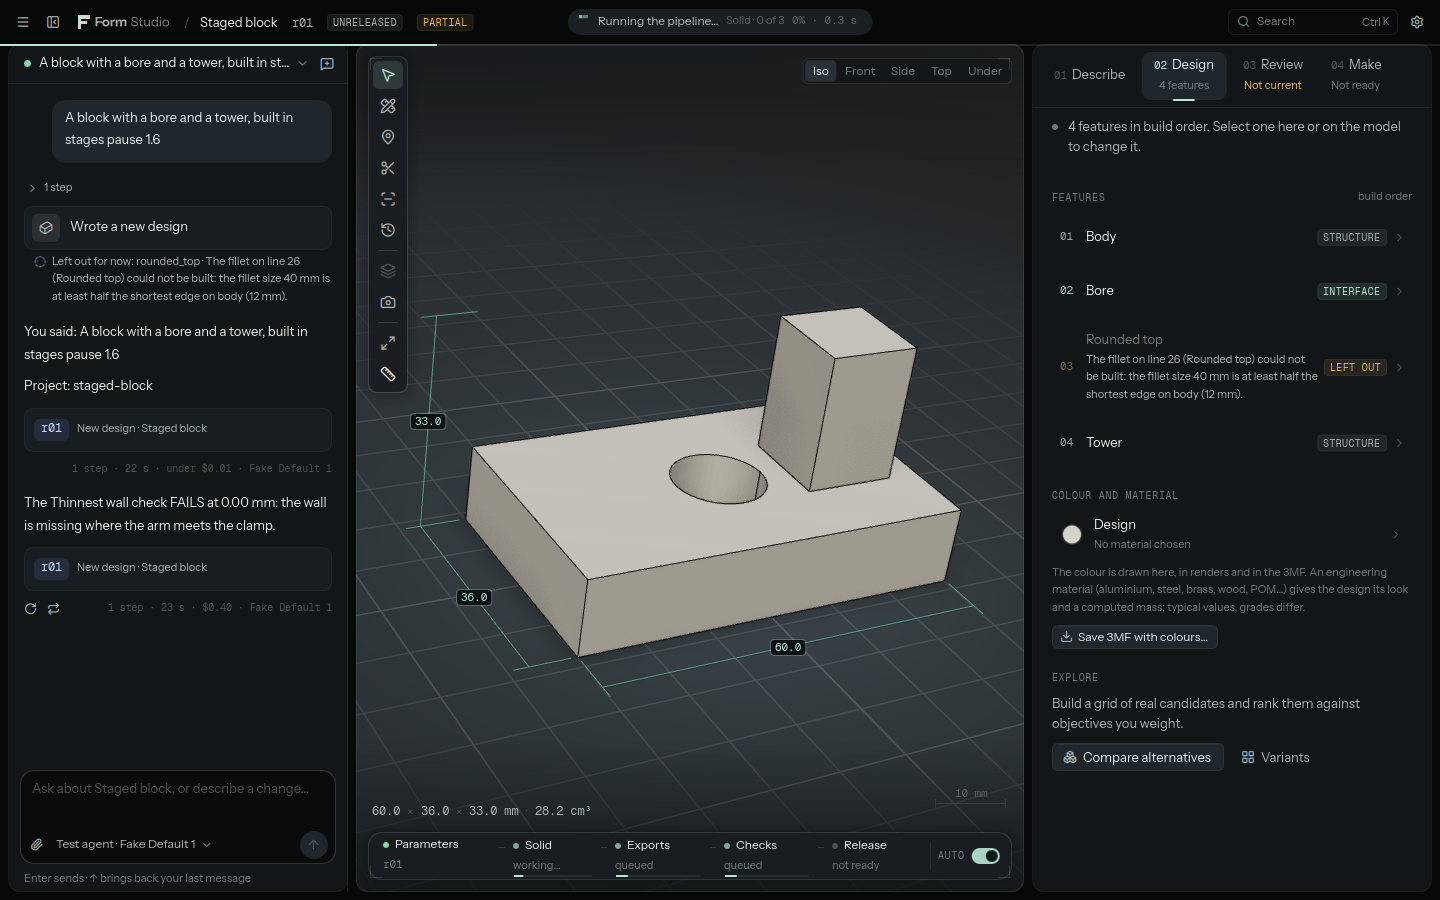 Form Studio / Staged block r01 UNRELEASED PARTIAL
Running the pipeline... Solid · 0 of 3 0% · 0.3 s
Search Ctrl K
A block with a bore and a tower, built in st...
A block with a bore and a tower, built in
stages pause 1.6
1 step
Wrote a new design
Left out for now: rounded_top · The fillet on line 26
(Rounded top) could not be built: the fillet size 40 mm is
at least half the shortest edge on body (12 mm).
You said: A block with a bore and a tower, built in
stages pause 1.6
Project: staged-block
r01 New design · Staged block
1 step · 22 s · under $0.01 · Fake Default 1
The Thinnest wall check FAILS at 0.00 mm: the wall
is missing where the arm meets the clamp.
r01 New design · Staged block
1 step · 23 s · $0.40 · Fake Default 1
Ask about Staged block, or describe a change...
Test agent · Fake Default 1
Enter sends · ↑ brings back your last message
Iso Front Side Top Under
33.0
36.0
60.0
10 mm
60.0 × 36.0 × 33.0 mm · 28.2 cm³
Parameters
r01
Solid
working...
Exports
queued
Checks
queued
Release
not ready
AUTO
01 Describe
02 Design
4 features
03 Review
Not current
04 Make
Not ready
4 features in build order. Select one here or on the model
to change it.
FEATURES build order
01 Body STRUCTURE
02 Bore INTERFACE
Rounded top
03 The fillet on line 26 (Rounded top) could not
be built: the fillet size 40 mm is at least half the
shortest edge on body (12 mm).
LEFT OUT
04 Tower STRUCTURE
COLOUR AND MATERIAL
Design
No material chosen
The colour is drawn here, in renders and in the 3MF. An engineering
material (aluminium, steel, brass, wood, POM...) gives the design its look
and a computed mass; typical values, grades differ.
Save 3MF with colours...
EXPLORE
Build a grid of real candidates and rank them against
objectives you weight.
Compare alternatives Variants